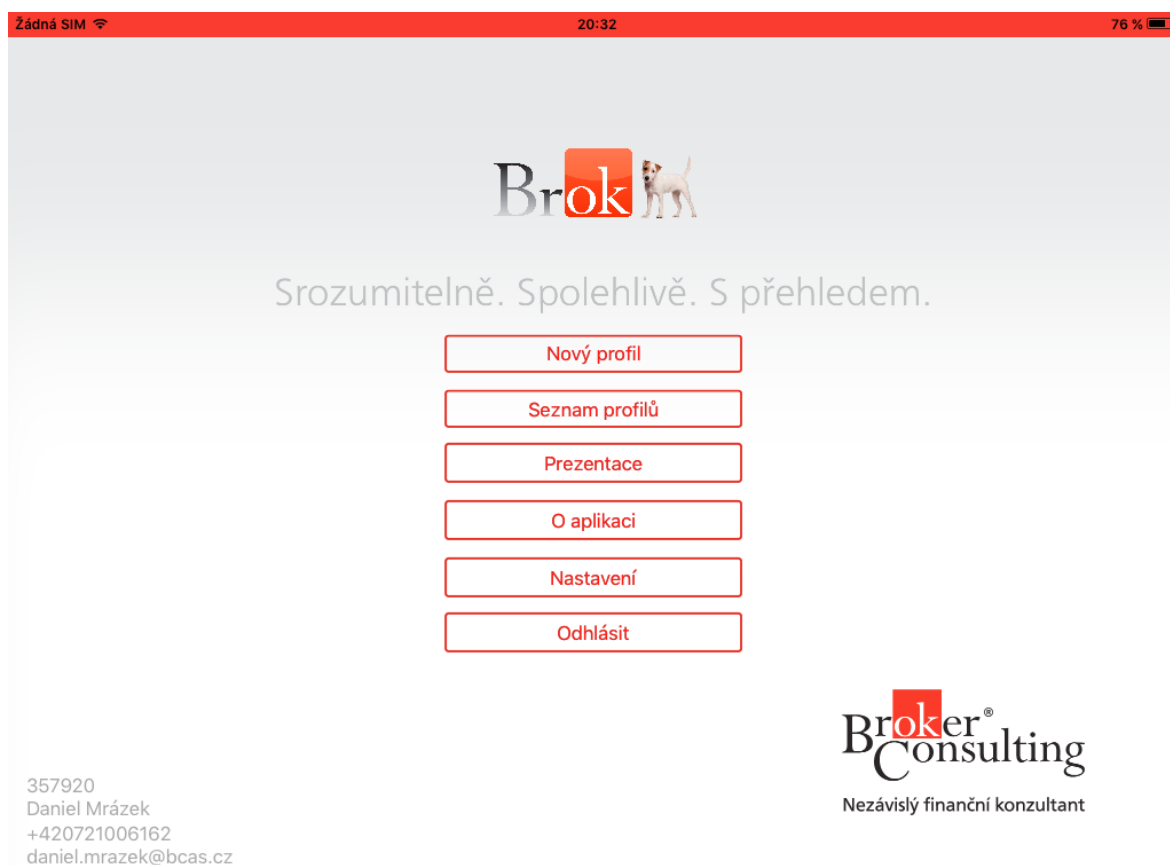 Žádná SIM
20:32
76 %
Brok
Srozumitelně. Spolehlivě. S přehledem.
Nový profil
Seznam profilů
Prezentace
O aplikaci
Nastavení
Odhlásit
Broker®
Consulting
Nezávislý finanční konzultant
357920
Daniel Mrázek
+420721006162
daniel.mrazek@bcas.cz